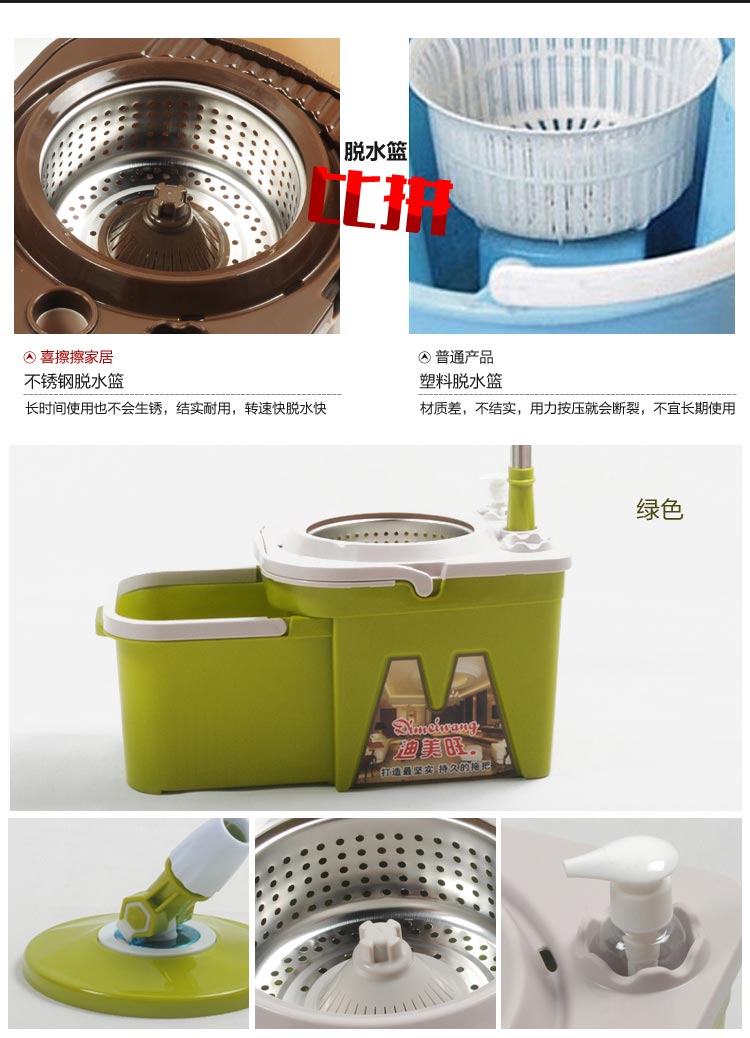 脱水篮
比拼
喜擦擦家居
不锈钢脱水篮
长时间使用也不会生锈，结实耐用，转速快脱水快
普通产品
塑料脱水篮
材质差，不结实，用力按压就会断裂，不宜长期使用
绿色
Dimeiwang
迪美旺.
打造最坚实 持久的拖把